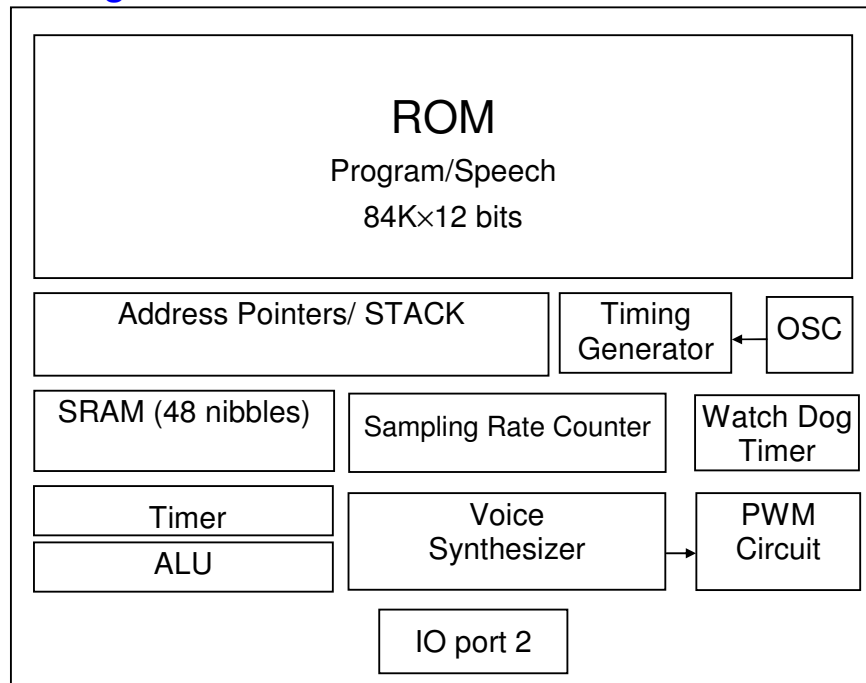 ROM
Program/Speech
84K×12 bits
Address Pointers/ STACK
Timing
Generator
OSC
SRAM (48 nibbles)
Sampling Rate Counter
Watch Dog
Timer
Timer
ALU
Voice
Synthesizer
PWM
Circuit
IO port 2